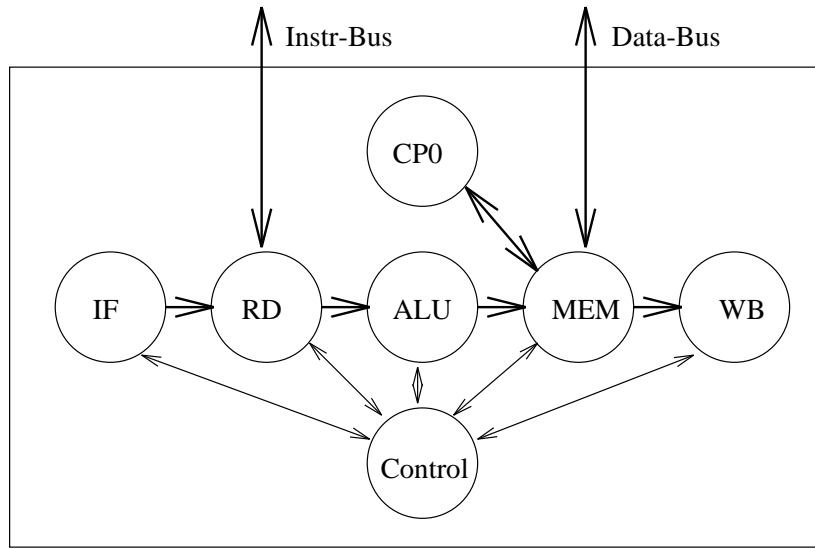 Instr-Bus
Data-Bus
CP0
IF
RD
ALU
MEM
WB
Control